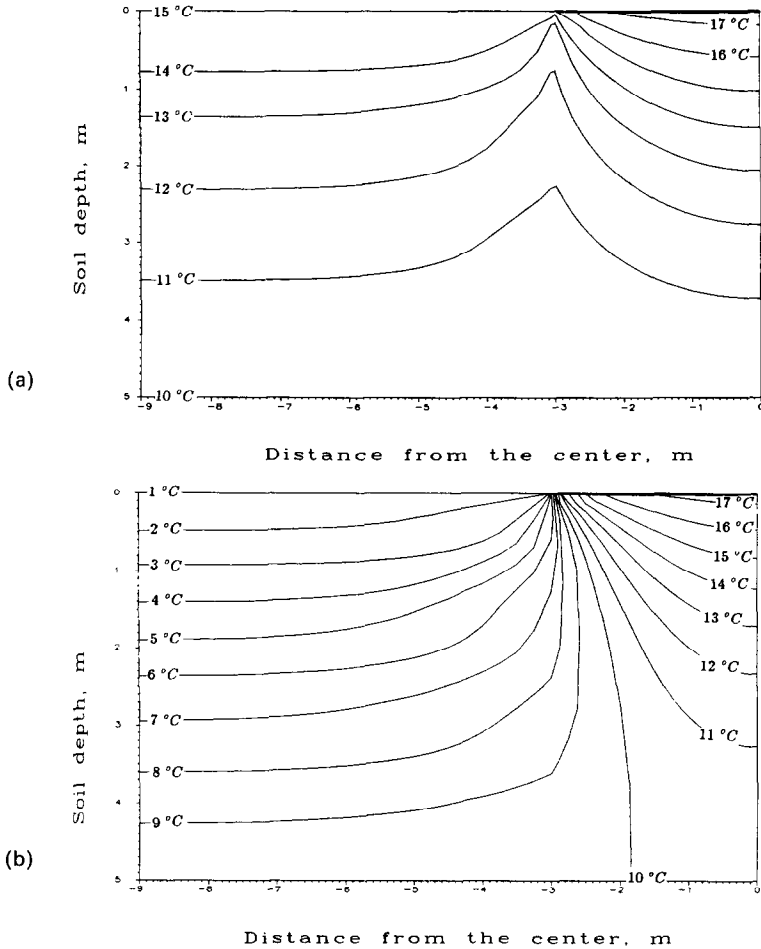 0
15 °C
17 °C
16 °C
14 °C
1
13 °C
2
12 °C
3
11 °C
4
5
10 °C
-9 -8 -7 -6 -5 -4 -3 -2 -1 0
Soil depth, m
(a)
Distance from the center, m
0
1 °C
17 °C
2 °C
16 °C
15 °C
3 °C
1
14 °C
4 °C
13 °C
5 °C
2
12 °C
6 °C
7 °C
3
11 °C
8 °C
4
9 °C
5
10 °C
-9 -8 -7 -6 -5 -4 -3 -2 -1 0
Soil depth, m
(b)
Distance from the center, m